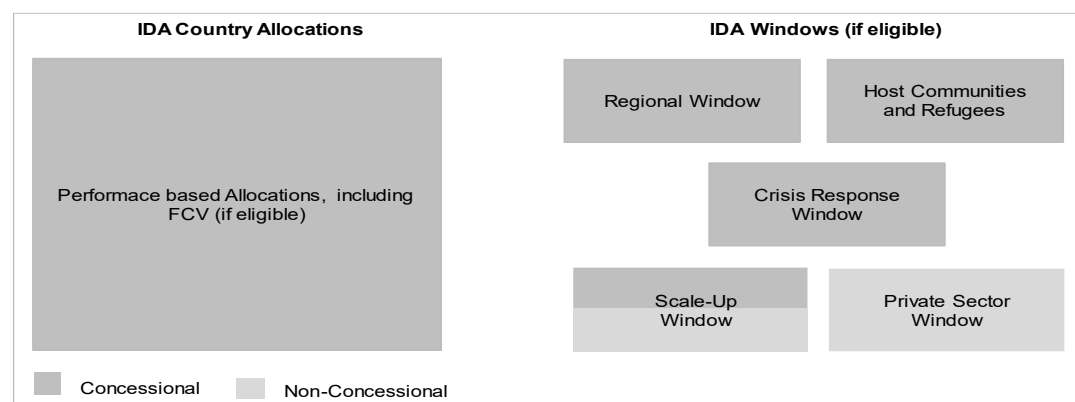 IDA Country Allocations
Performace based Allocations, including
FCV (if eligible)
IDA Windows (if eligible)
Regional Window
Host Communities
and Refugees
Crisis Response
Window
Scale-Up
Window
Private Sector
Window
Concessional
Non-Concessional